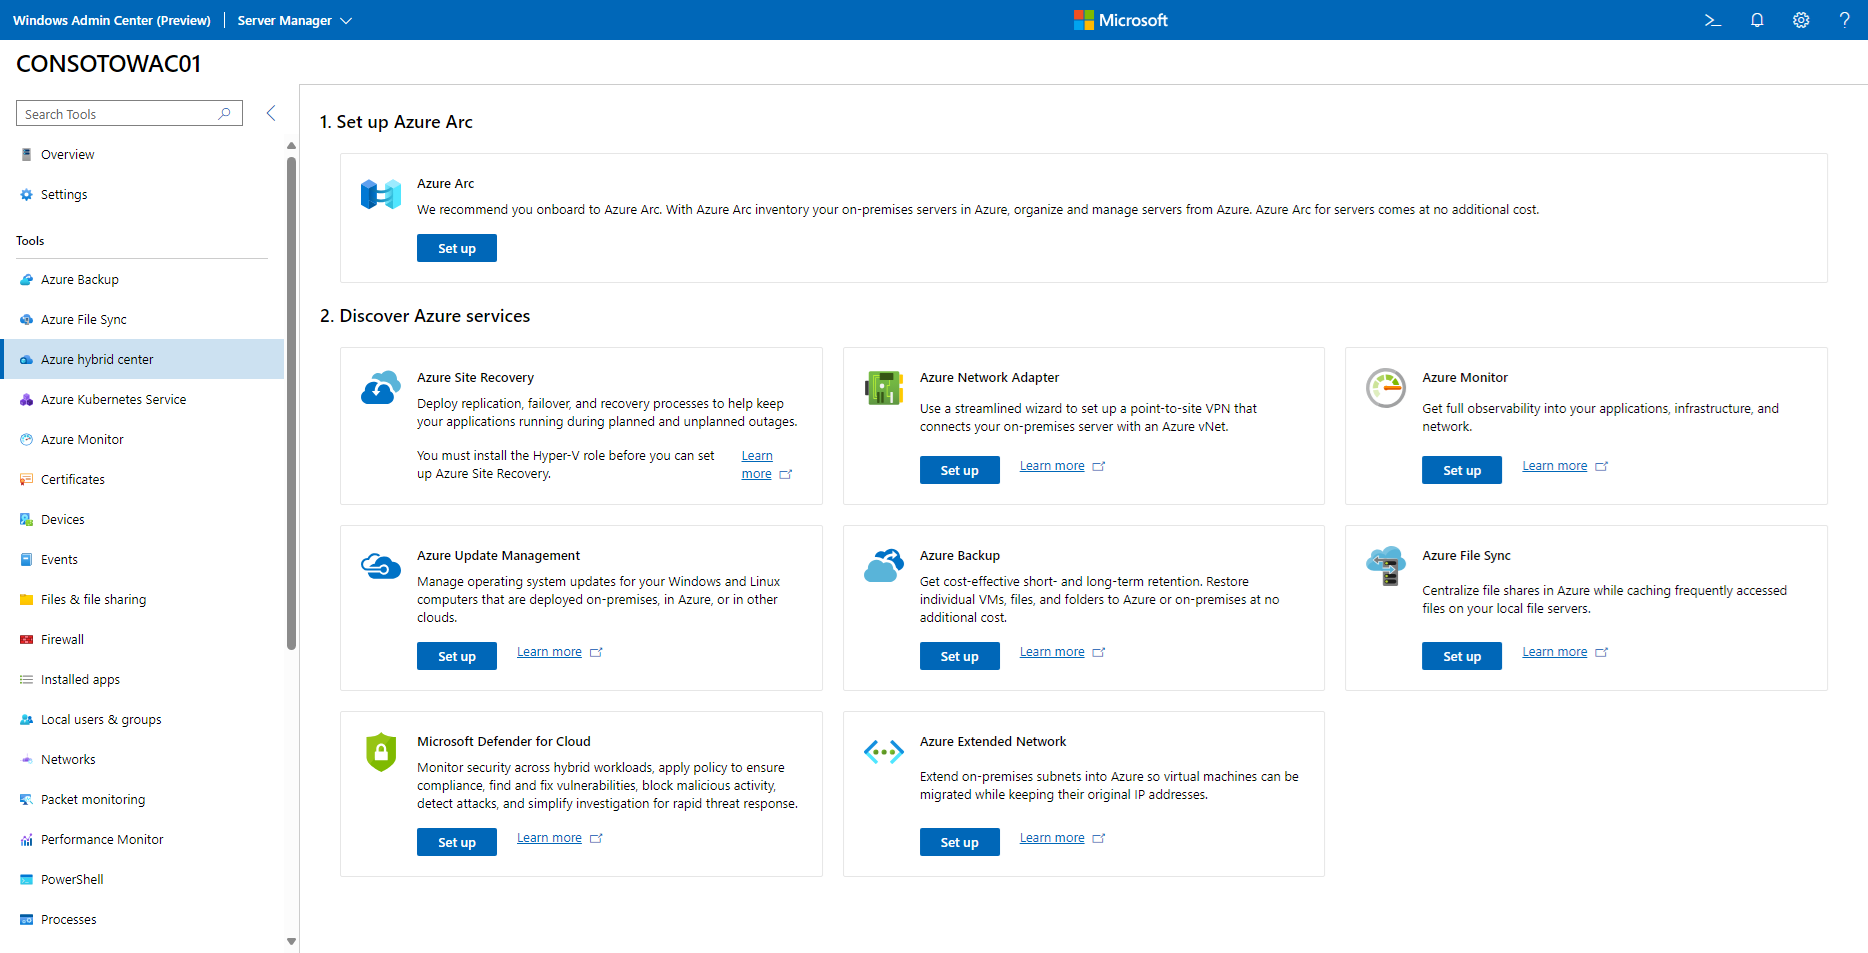 Windows Admin Center (Preview)
Server Manager
Microsoft
CONSOTOWAC01
Search Tools
Overview
Settings
Tools
Azure Backup
Azure File Sync
Azure hybrid center
Azure Kubernetes Service
Azure Monitor
Certificates
Devices
Events
Files & file sharing
Firewall
Installed apps
Local users & groups
Networks
Packet monitoring
Performance Monitor
PowerShell
Processes
1. Set up Azure Arc
Azure Arc
We recommend you onboard to Azure Arc. With Azure Arc inventory your on-premises servers in Azure, organize and manage servers from Azure. Azure Arc for servers comes at no additional cost.
Set up
2. Discover Azure services
Azure Site Recovery
Deploy replication, failover, and recovery processes to help keep
your applications running during planned and unplanned outages.
You must install the Hyper-V role before you can set
up Azure Site Recovery.
Learn
more
Azure Network Adapter
Use a streamlined wizard to set up a point-to-site VPN that
connects your on-premises server with an Azure vNet.
Set up
Learn more
Azure Monitor
Get full observability into your applications, infrastructure, and
network.
Set up
Learn more
Azure Update Management
Manage operating system updates for your Windows and Linux
computers that are deployed on-premises, in Azure, or in other
clouds.
Set up
Learn more
Azure Backup
Get cost-effective short- and long-term retention. Restore
individual VMs, files, and folders to Azure or on-premises at no
additional cost.
Set up
Learn more
Azure File Sync
Centralize file shares in Azure while caching frequently accessed
files on your local file servers.
Set up
Learn more
Microsoft Defender for Cloud
Monitor security across hybrid workloads, apply policy to ensure
compliance, find and fix vulnerabilities, block malicious activity,
detect attacks, and simplify investigation for rapid threat response.
Set up
Learn more
Azure Extended Network
Extend on-premises subnets into Azure so virtual machines can be
migrated while keeping their original IP addresses.
Set up
Learn more